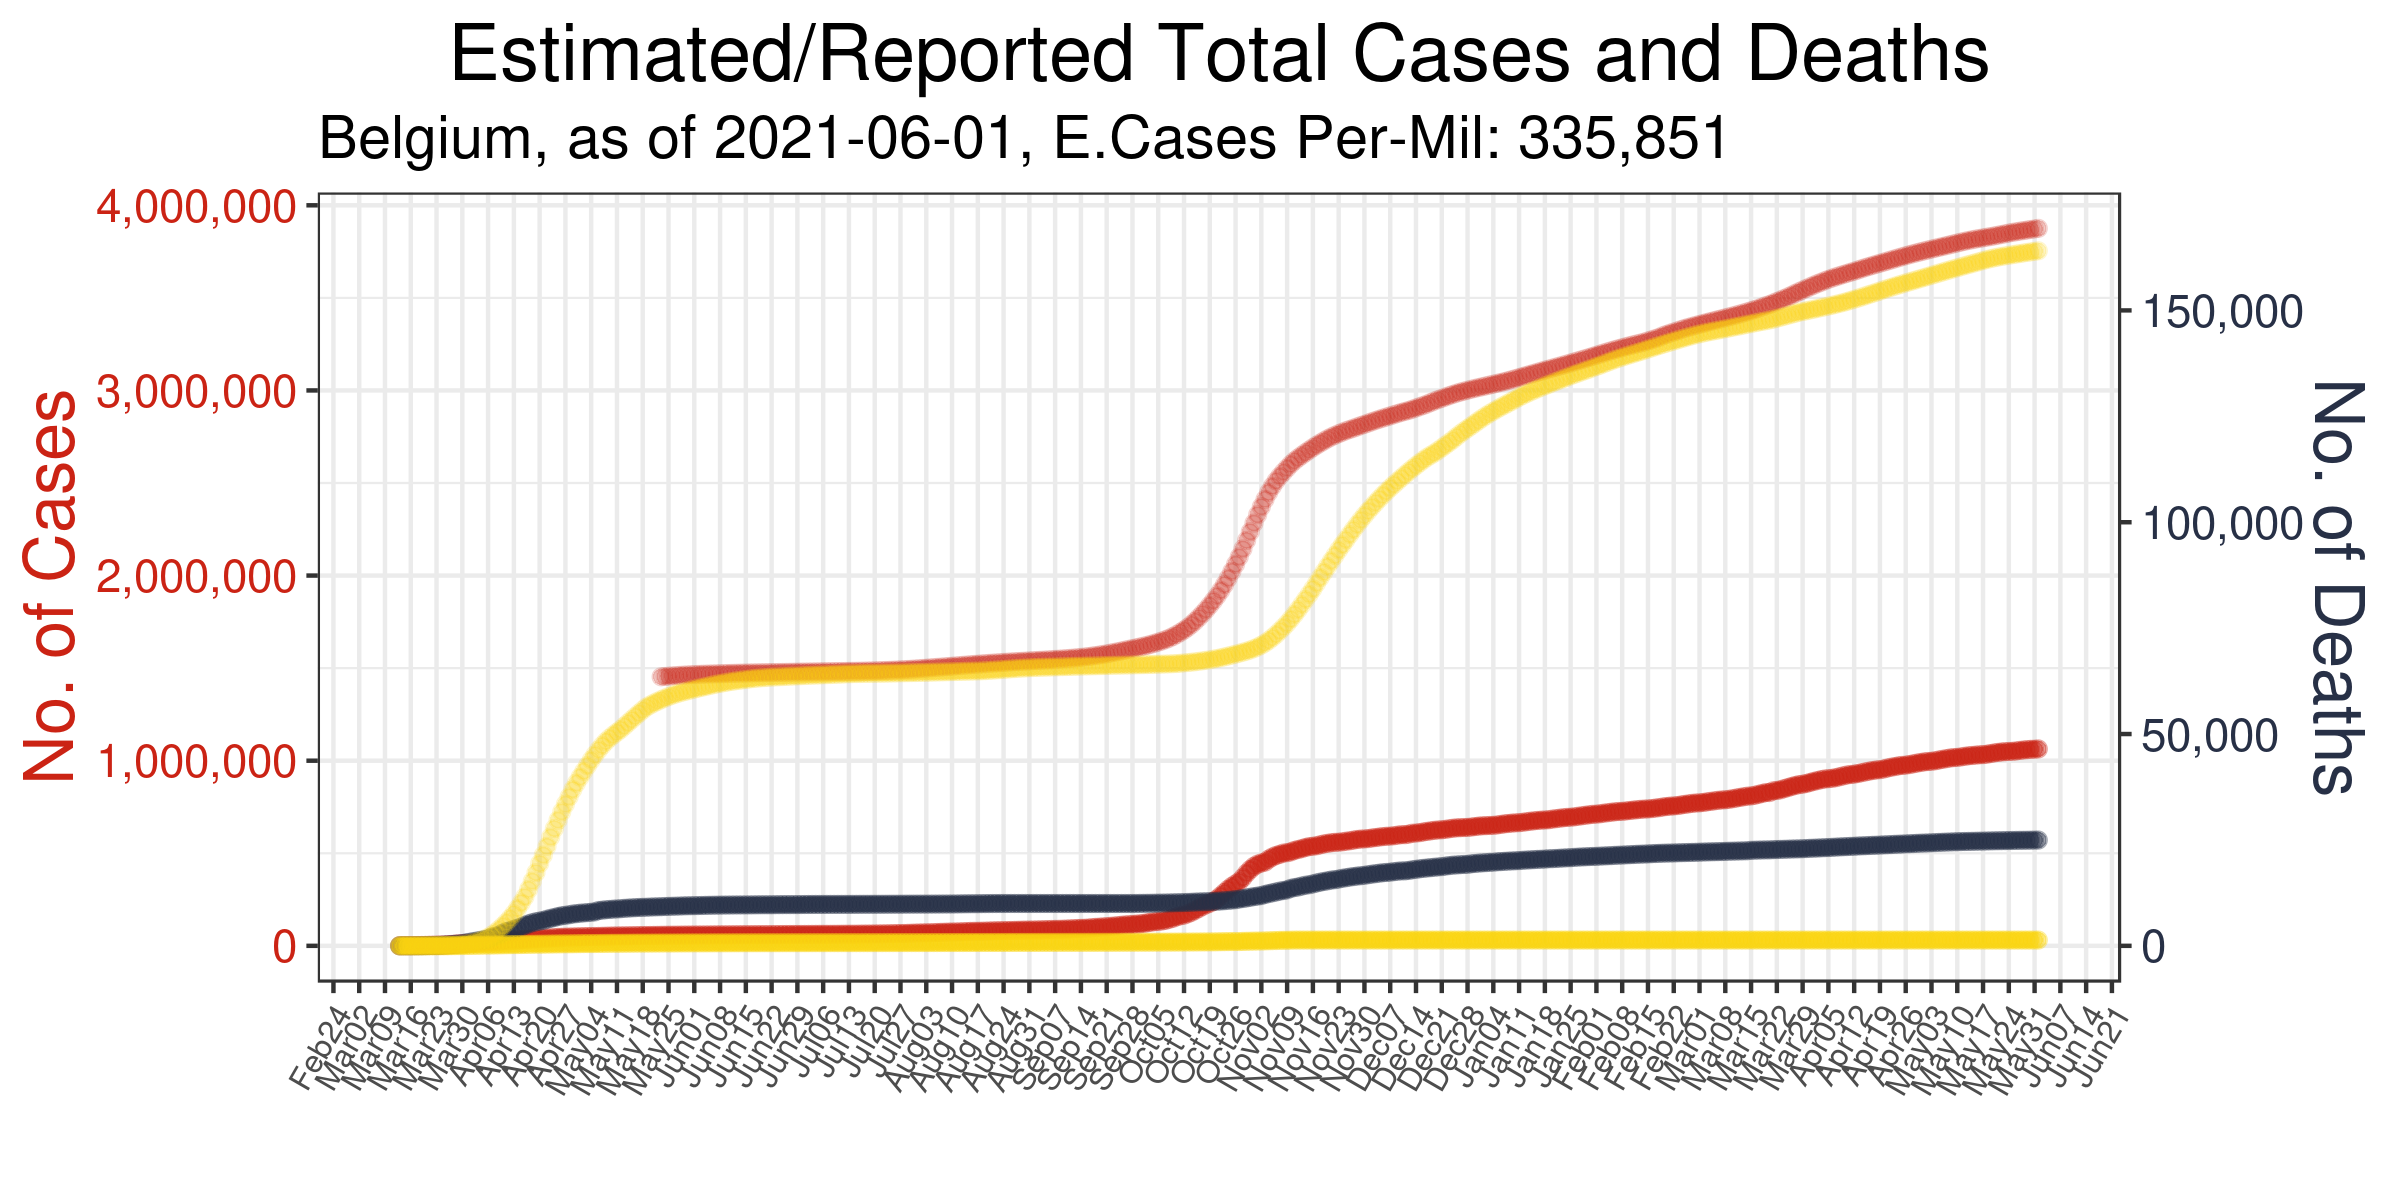 Estimated/Reported Total Cases and Deaths
Belgium, as of 2021-06-01, E.Cases Per-Mil: 335,851
No. of Cases
4,000,000
3,000,000
2,000,000
1,000,000
0
150,000
100,000
50,000
0
No. of Deaths
Feb24
Mar02
Mar09
Mar16
Mar23
Mar30
Apr06
Apr13
Apr20
Apr27
May04
May11
May18
May25
Jun01
Jun08
Jun15
Jun22
Jun29
Jul06
Jul13
Jul20
Jul27
Aug03
Aug10
Aug17
Aug24
Aug31
Sep07
Sep14
Sep21
Sep28
Oct05
Oct12
Oct19
Oct26
Nov02
Nov09
Nov16
Nov23
Nov30
Dec07
Dec14
Dec21
Dec28
Jan04
Jan11
Jan18
Jan25
Feb01
Feb08
Feb15
Feb22
Mar01
Mar08
Mar15
Mar22
Mar29
Apr05
Apr12
Apr19
Apr26
May03
May10
May17
May24
May31
Jun07
Jun14
Jun21